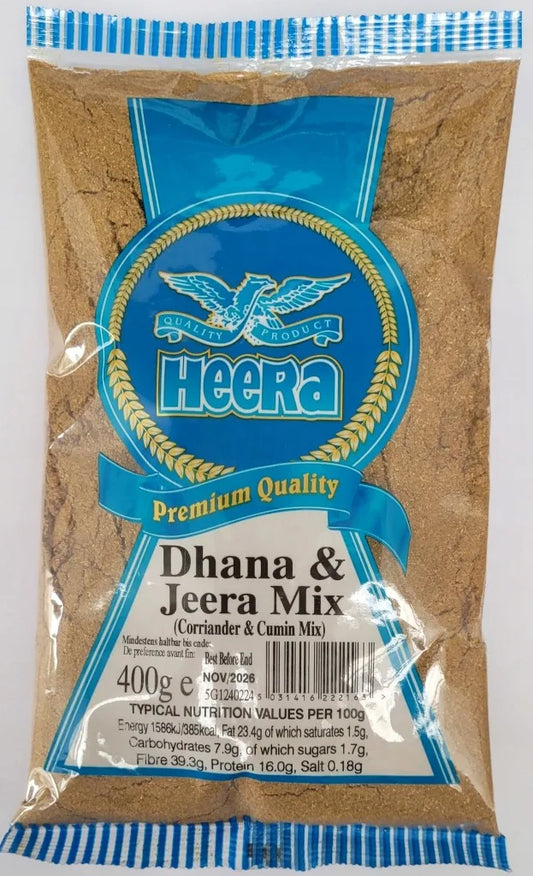 QUALITY PRODUCT
HEERA
Premium Quality
Dhana &
Jeera Mix
(Corriander & Cumin Mix)
Mindestens haltbar bis ende:
De preference avant fin:
Best Before End
NOV/2026
400g e
5G1240224
5 031416 222163 >
TYPICAL NUTRITION VALUES PER 100g
Energy 1586kJ/385kcal, Fat 23.4g of which saturates 1.5g,
Carbohydrates 7.9g, of which sugars 1.7g,
Fibre 39.3g, Protein 16.0g, Salt 0.18g